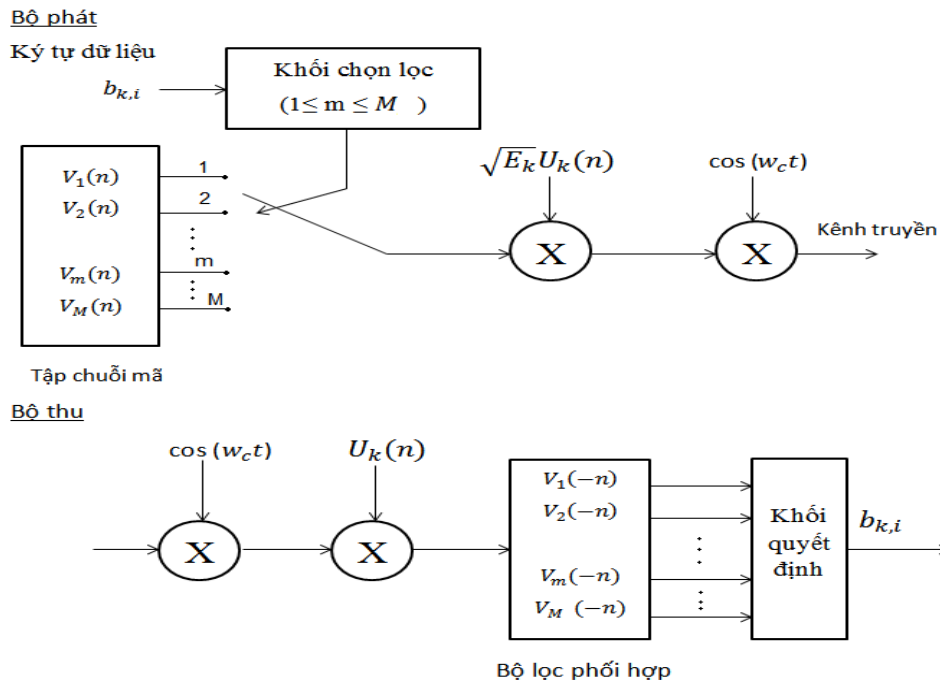 Bộ phát
Ký tự dữ liệu
b_{k,i}
Khối chọn lọc
(1≤ m ≤ M )
V_1(n)
V_2(n)
⋮
V_m(n)
⋮
V_M(n)
1
2
m
M
√E_k U_k(n)
cos(w_c t)
X
X
Kênh truyền
Tập chuỗi mã
Bộ thu
cos(w_c t)
U_k(n)
X
X
V_1(−n)
V_2(−n)
⋮
V_m(−n)
⋮
V_M (−n)
Khối
quyết
định
b_{k,i}
Bộ lọc phối hợp